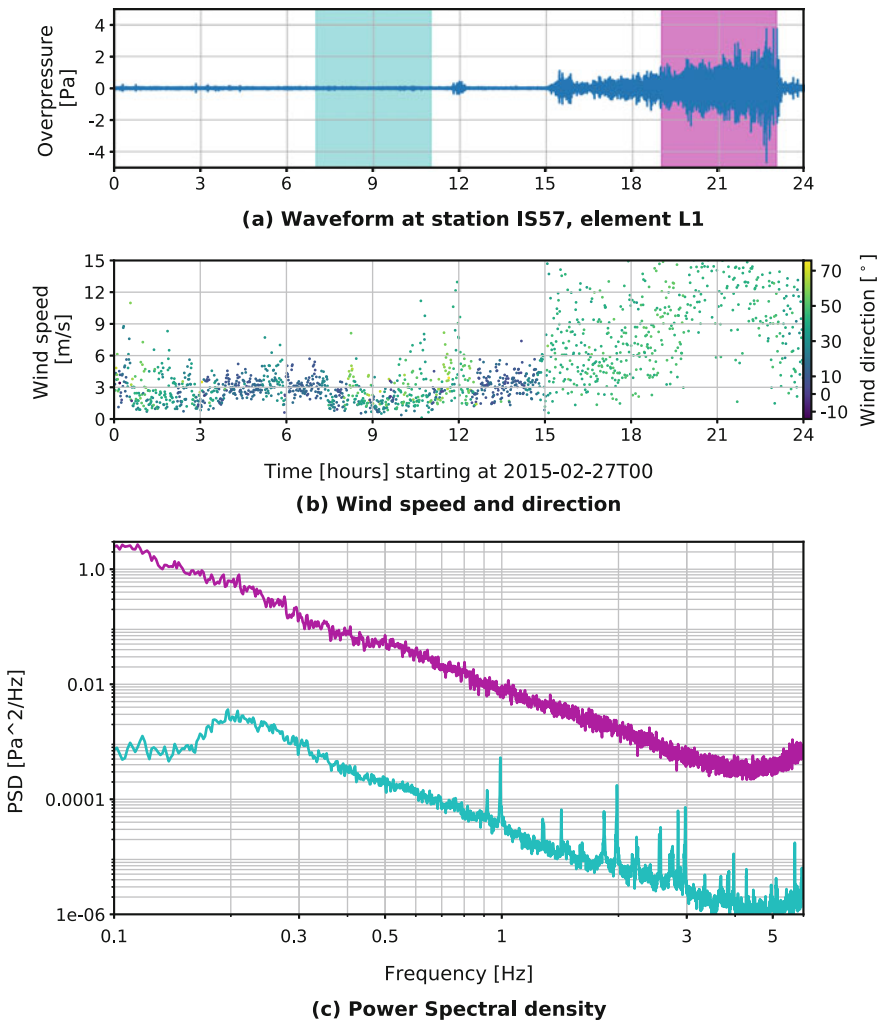 4
2
0
-2
-4
Overpressure
[Pa]
0 3 6 9 12 15 18 21 24
(a) Waveform at station IS57, element L1
15
12
9
6
3
0
Wind speed
m/s
70
50
30
10
0
-10
Wind direction [ ° ]
0 3 6 9 12 15 18 21 24
Time [hours] starting at 2015-02-27T00
(b) Wind speed and direction
1.0
0.01
0.0001
1e-06
PSD [Pa^2/Hz]
0.1 0.3 0.5 1 3 5
Frequency [Hz]
(c) Power Spectral density